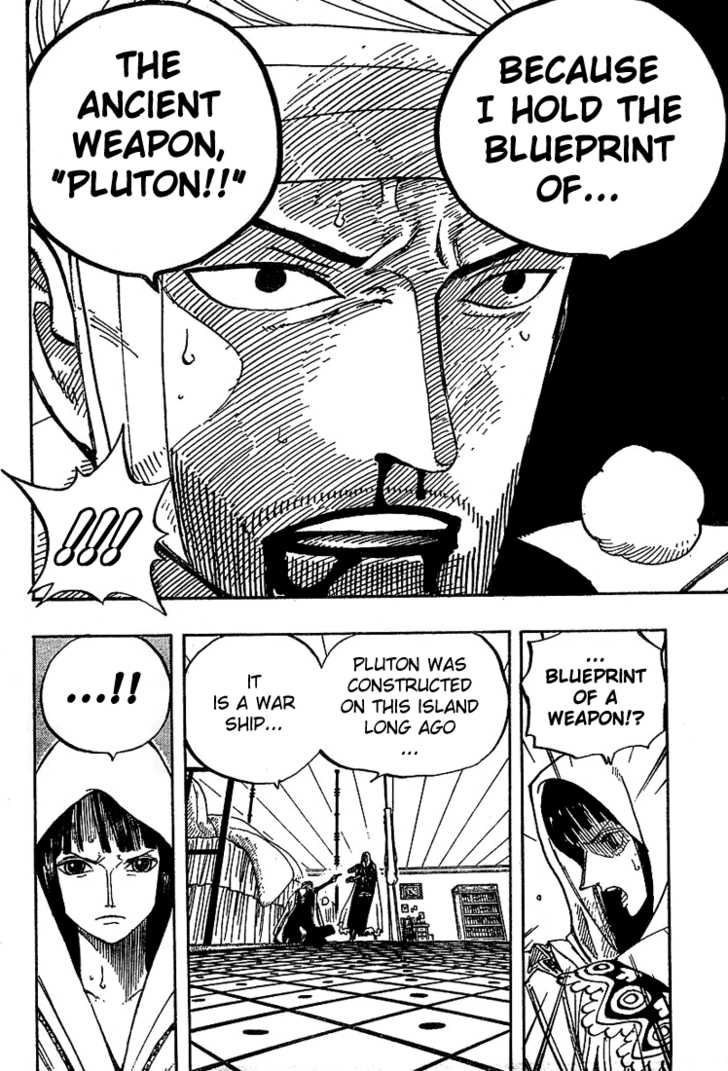 BECAUSE
I HOLD THE
BLUEPRINT
OF...
THE
ANCIENT
WEAPON,
"PLUTON!!"
!!!!
...
BLUEPRINT
OF A
WEAPON!?
PLUTON WAS
CONSTRUCTED
ON THIS ISLAND
LONG AGO
...
IT
IS A WAR
SHIP...
...!!